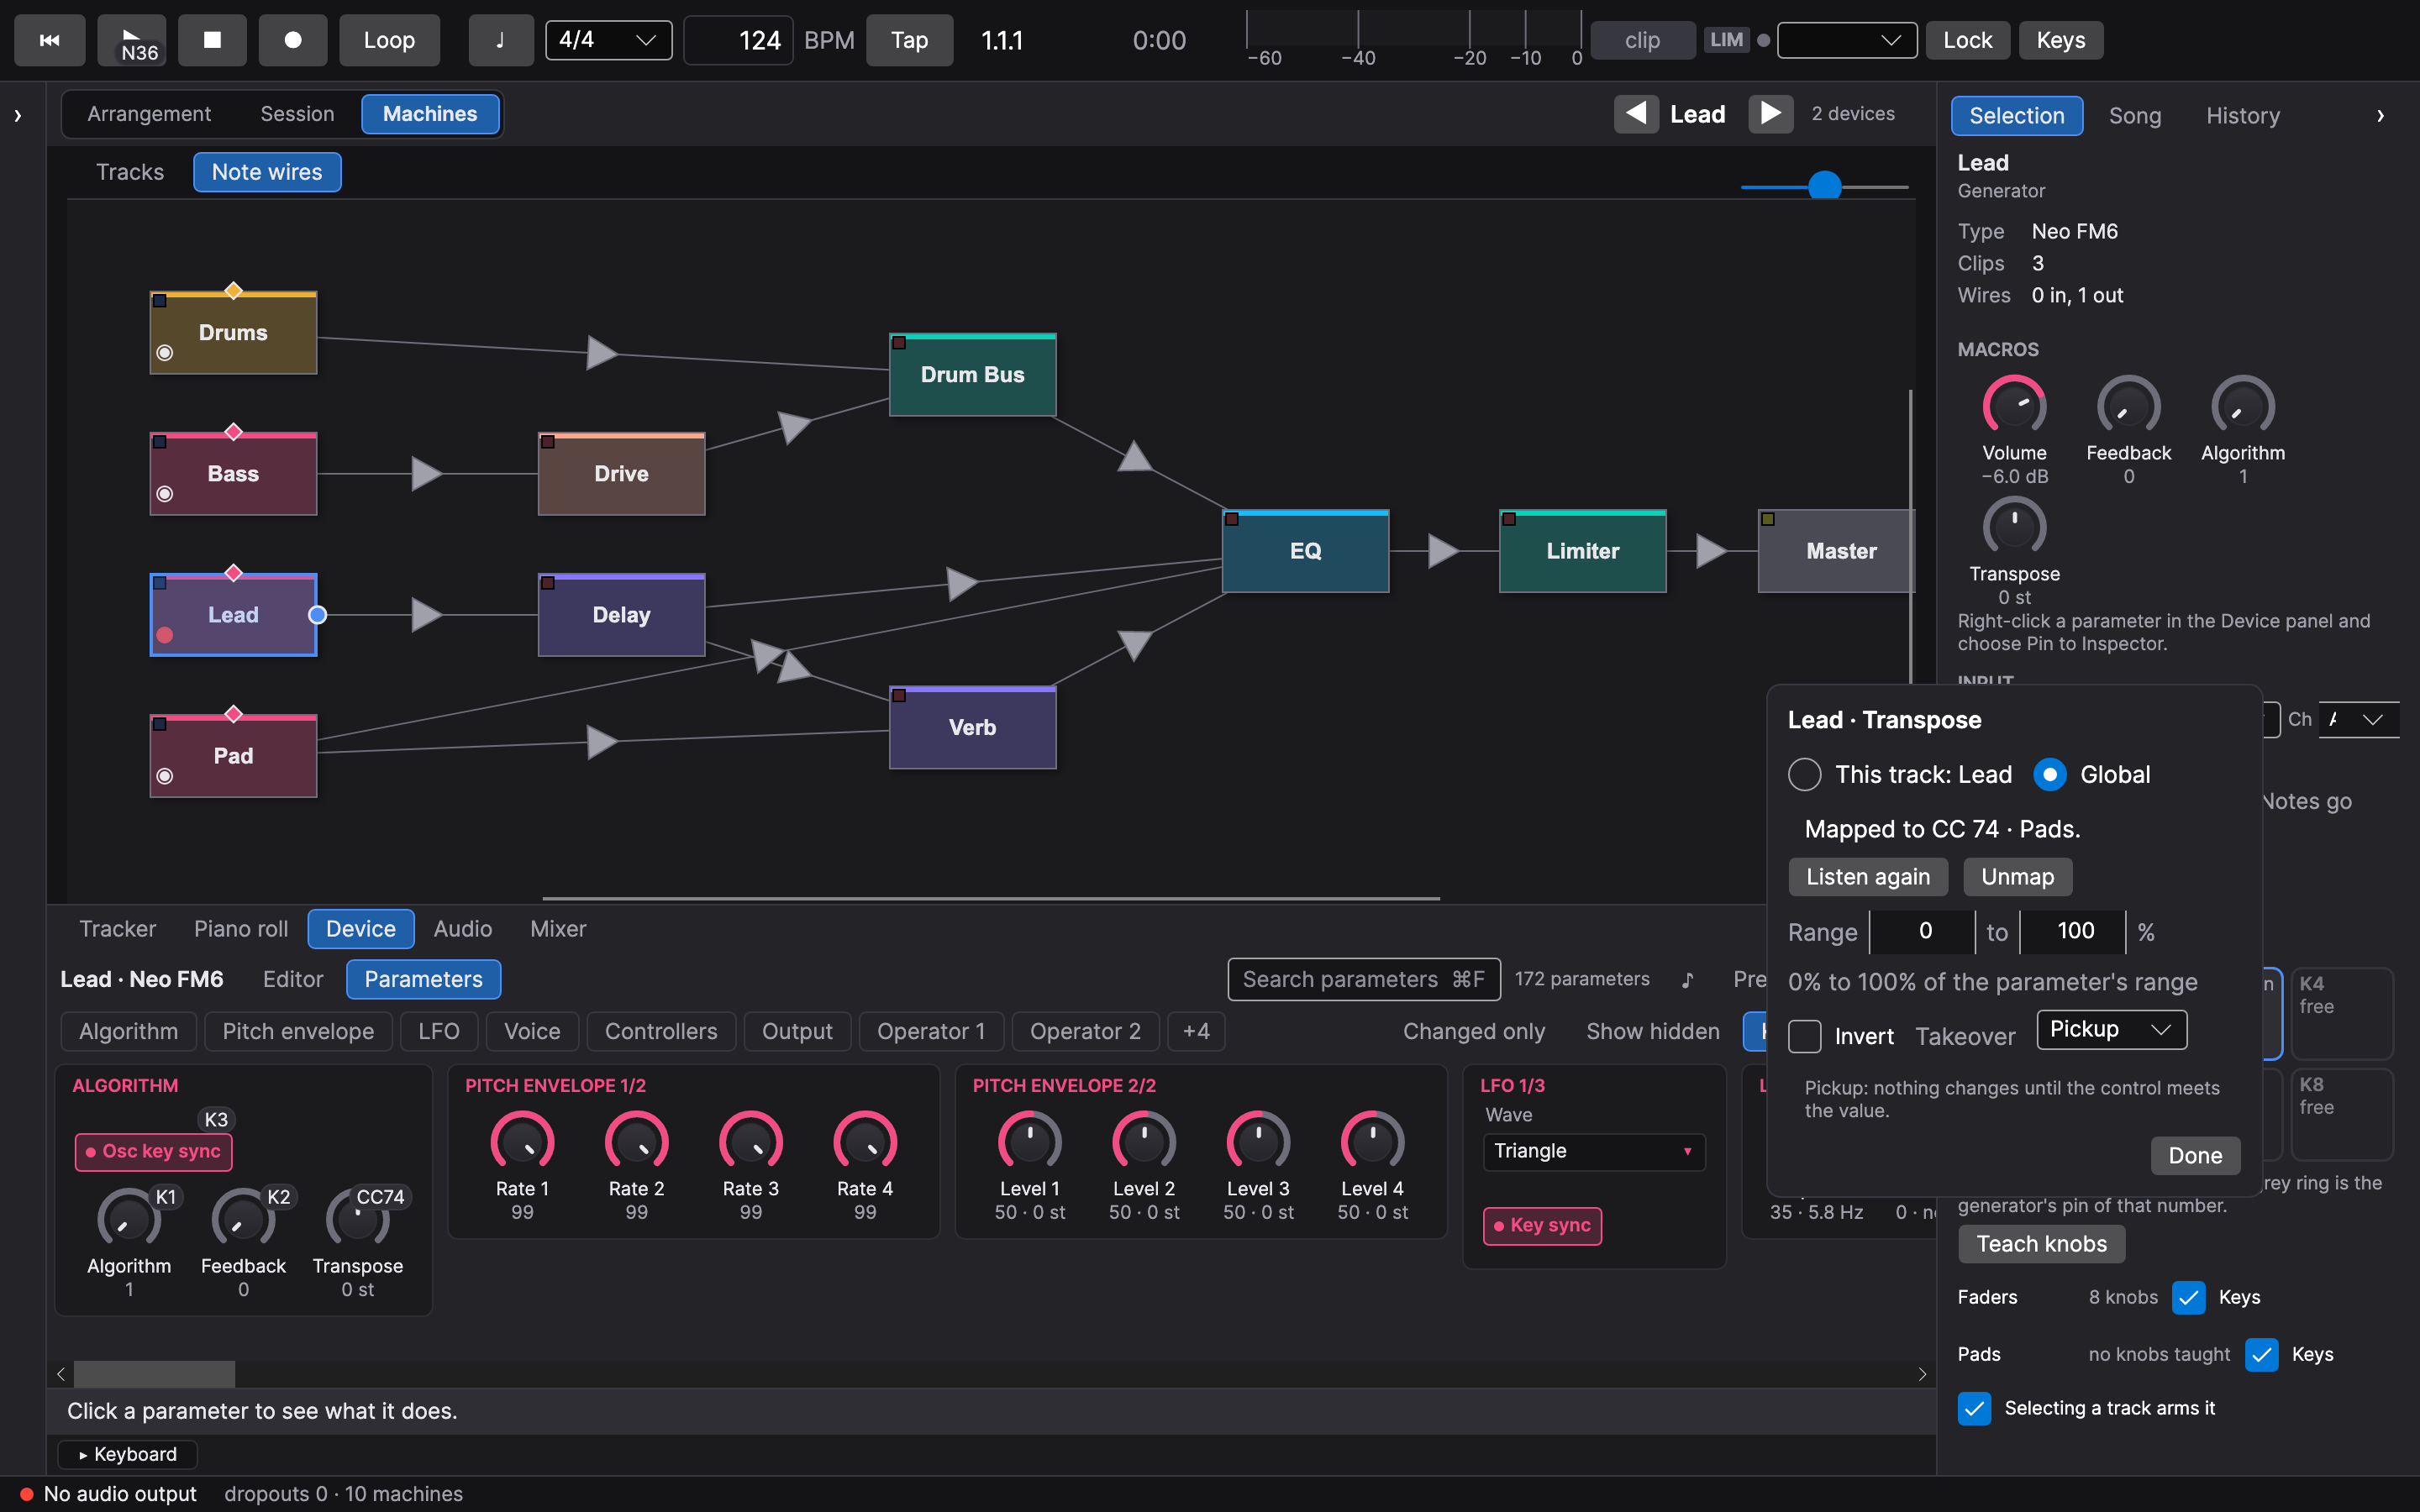 N36
Loop
4/4
124 BPM
Tap
1.1.1
0:00
−60 −40 −20 −10 0
clip
LIM
Lock
Keys
Arrangement Session Machines
Lead
2 devices
Selection Song History
Tracks Note wires
Lead
Generator
Type Neo FM6
Clips 3
Wires 0 in, 1 out
MACROS
Volume
−6.0 dB
Feedback
0
Algorithm
1
Transpose
0 st
Right-click a parameter in the Device panel and
choose Pin to Inspector.
INPUT
Ch
Notes go
Drums
Drum Bus
Bass
Drive
EQ
Limiter
Master
Lead
Delay
Verb
Pad
Lead · Transpose
This track: Lead
Global
Mapped to CC 74 · Pads.
Listen again
Unmap
Range 0 to 100 %
0% to 100% of the parameter's range
Invert Takeover Pickup
Pickup: nothing changes until the control meets
the value.
Done
K4
free
K8
free
rey ring is the
generator's pin of that number.
Teach knobs
Faders 8 knobs Keys
Pads no knobs taught Keys
Selecting a track arms it
Tracker Piano roll Device Audio Mixer
Lead · Neo FM6 Editor Parameters
Search parameters ⌘F
172 parameters
♪
Pre
Algorithm Pitch envelope LFO Voice Controllers Output Operator 1 Operator 2 +4
Changed only Show hidden
ALGORITHM
K3
Osc key sync
K1 K2 CC74
Algorithm Feedback Transpose
1 0 0 st
PITCH ENVELOPE 1/2
Rate 1 Rate 2 Rate 3 Rate 4
99 99 99 99
PITCH ENVELOPE 2/2
Level 1 Level 2 Level 3 Level 4
50 · 0 st 50 · 0 st 50 · 0 st 50 · 0 st
LFO 1/3
Wave
Triangle
Key sync
35 · 5.8 Hz
Click a parameter to see what it does.
▸ Keyboard
No audio output dropouts 0 · 10 machines